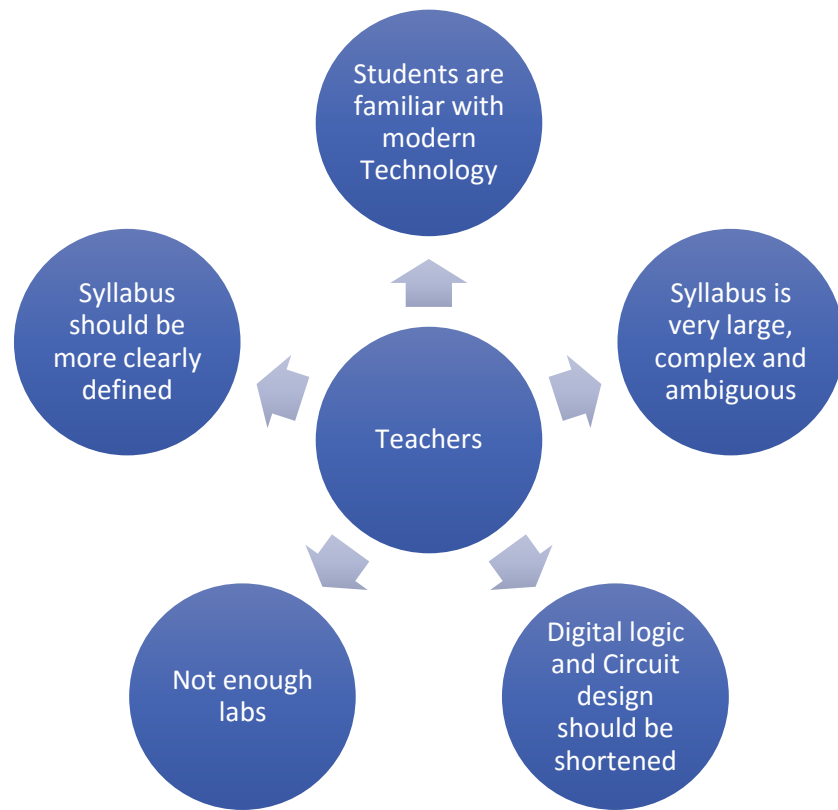 Students are
familiar with
modern
Technology
Syllabus is
very large,
complex and
ambiguous
Digital logic
and Circuit
design
should be
shortened
Not enough
labs
Syllabus
should be
more clearly
defined
Teachers